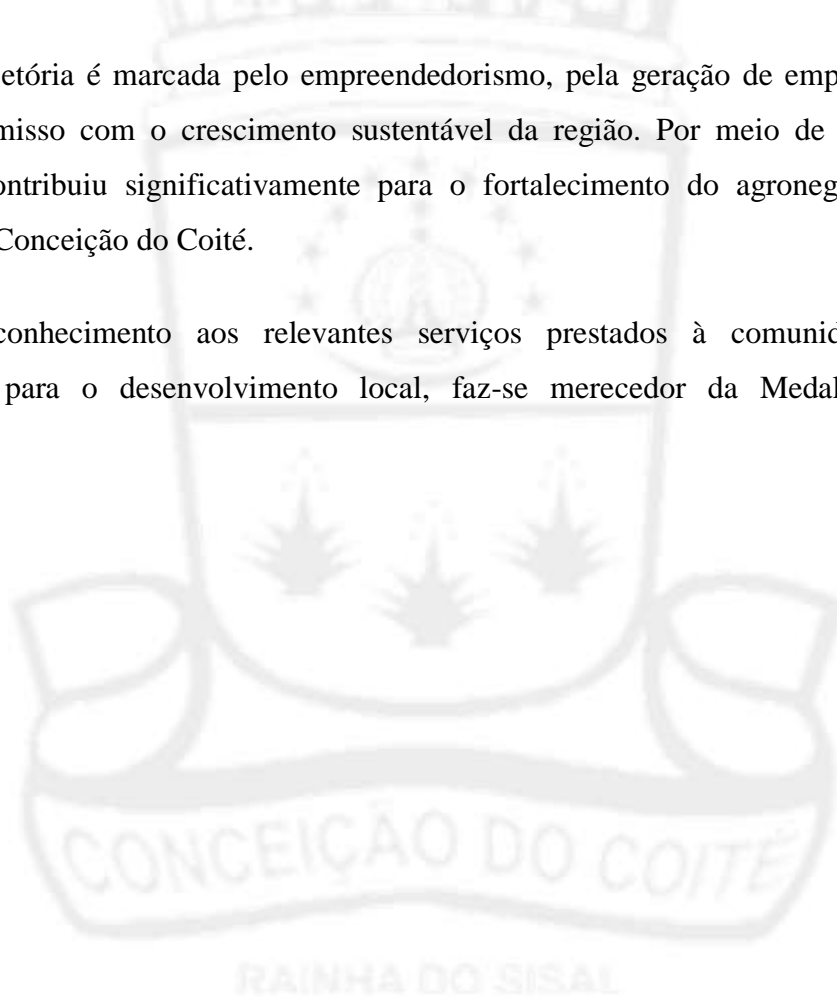 etória é marcada pelo empreendedorismo, pela geração de emp
misso com o crescimento sustentável da região. Por meio de
ontribuiu significativamente para o fortalecimento do agroneg
Conceição do Coité.
conhecimento aos relevantes serviços prestados à comunid
para o desenvolvimento local, faz-se merecedor da Medal
CONCEIÇÃO DO COITÉ
RAINHA DO SISAL